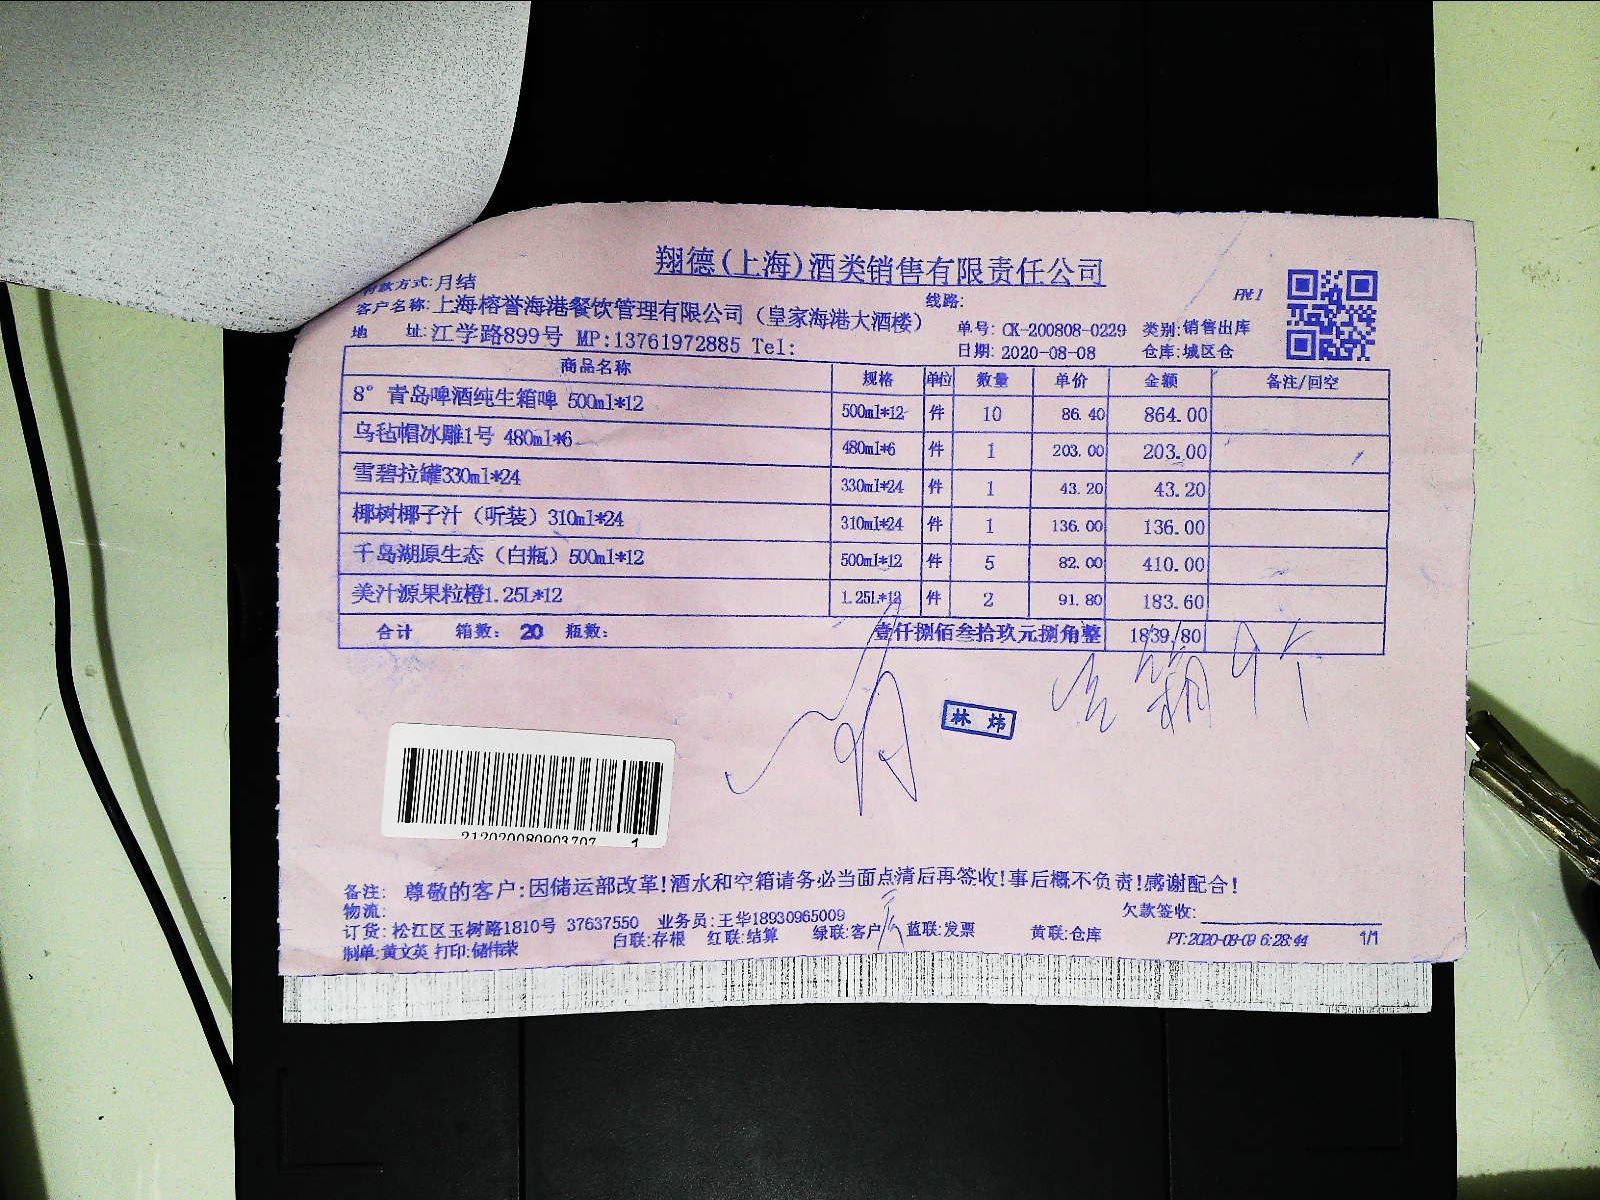 翔德(上海)酒类销售有限责任公司
付款方式:月结
客户名称:上海榕誉海港餐饮管理有限公司（皇家海港大酒楼） 线路:
地 址:江学路899号 MP:13761972885 Tel: 单号: CK-200808-0229 类别:销售出库
日期: 2020-08-08 仓库:城区仓
商品名称 规格 单位 数量 单价 金额 备注/回空
8° 青岛啤酒纯生箱啤 500ml*12 500ml*12 件 10 86.40 864.00
乌毡帽冰雕1号 480ml*6 480ml*6 件 1 203.00 203.00
雪碧拉罐330ml*24 330ml*24 件 1 43.20 43.20
椰树椰子汁（听装）310ml*24 310ml*24 件 1 136.00 136.00
千岛湖原生态（白瓶）500ml*12 500ml*12 件 5 82.00 410.00
美汁源果粒橙1.25L*12 1.25L*12 件 2 91.80 183.60
合计 箱数: 20 瓶数: 壹仟捌佰叁拾玖元捌角整 1839.80
林炜
212020080903707 1
备注: 尊敬的客户:因储运部改革!酒水和空箱请务必当面点清后再签收!事后概不负责!感谢配合!
物流: 欠款签收:
订货: 松江区玉树路1810号 37637550 业务员:王华18930965009
制单:黄文英 打印:储伟荣 白联:存根 红联:结算 绿联:客户 蓝联:发票 黄联:仓库 PT:2020-08-09 6:28:44 1/1